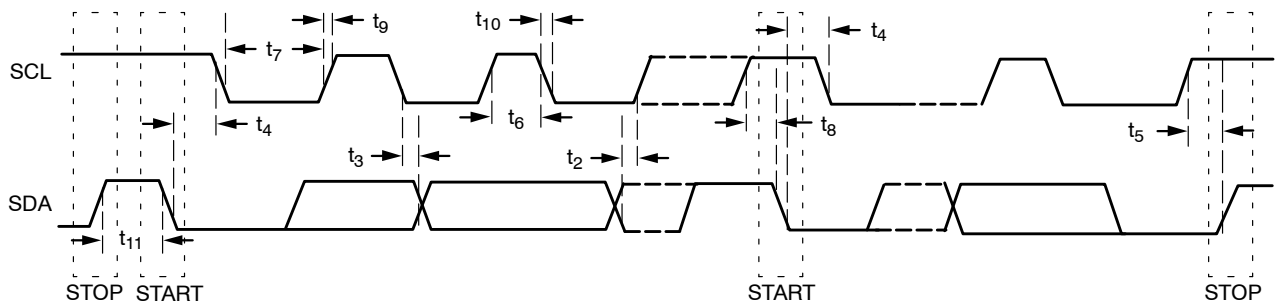 t9
t10
t7
t4
SCL
t4
t6
t8
t5
t3
t2
SDA
t11
STOP START START STOP